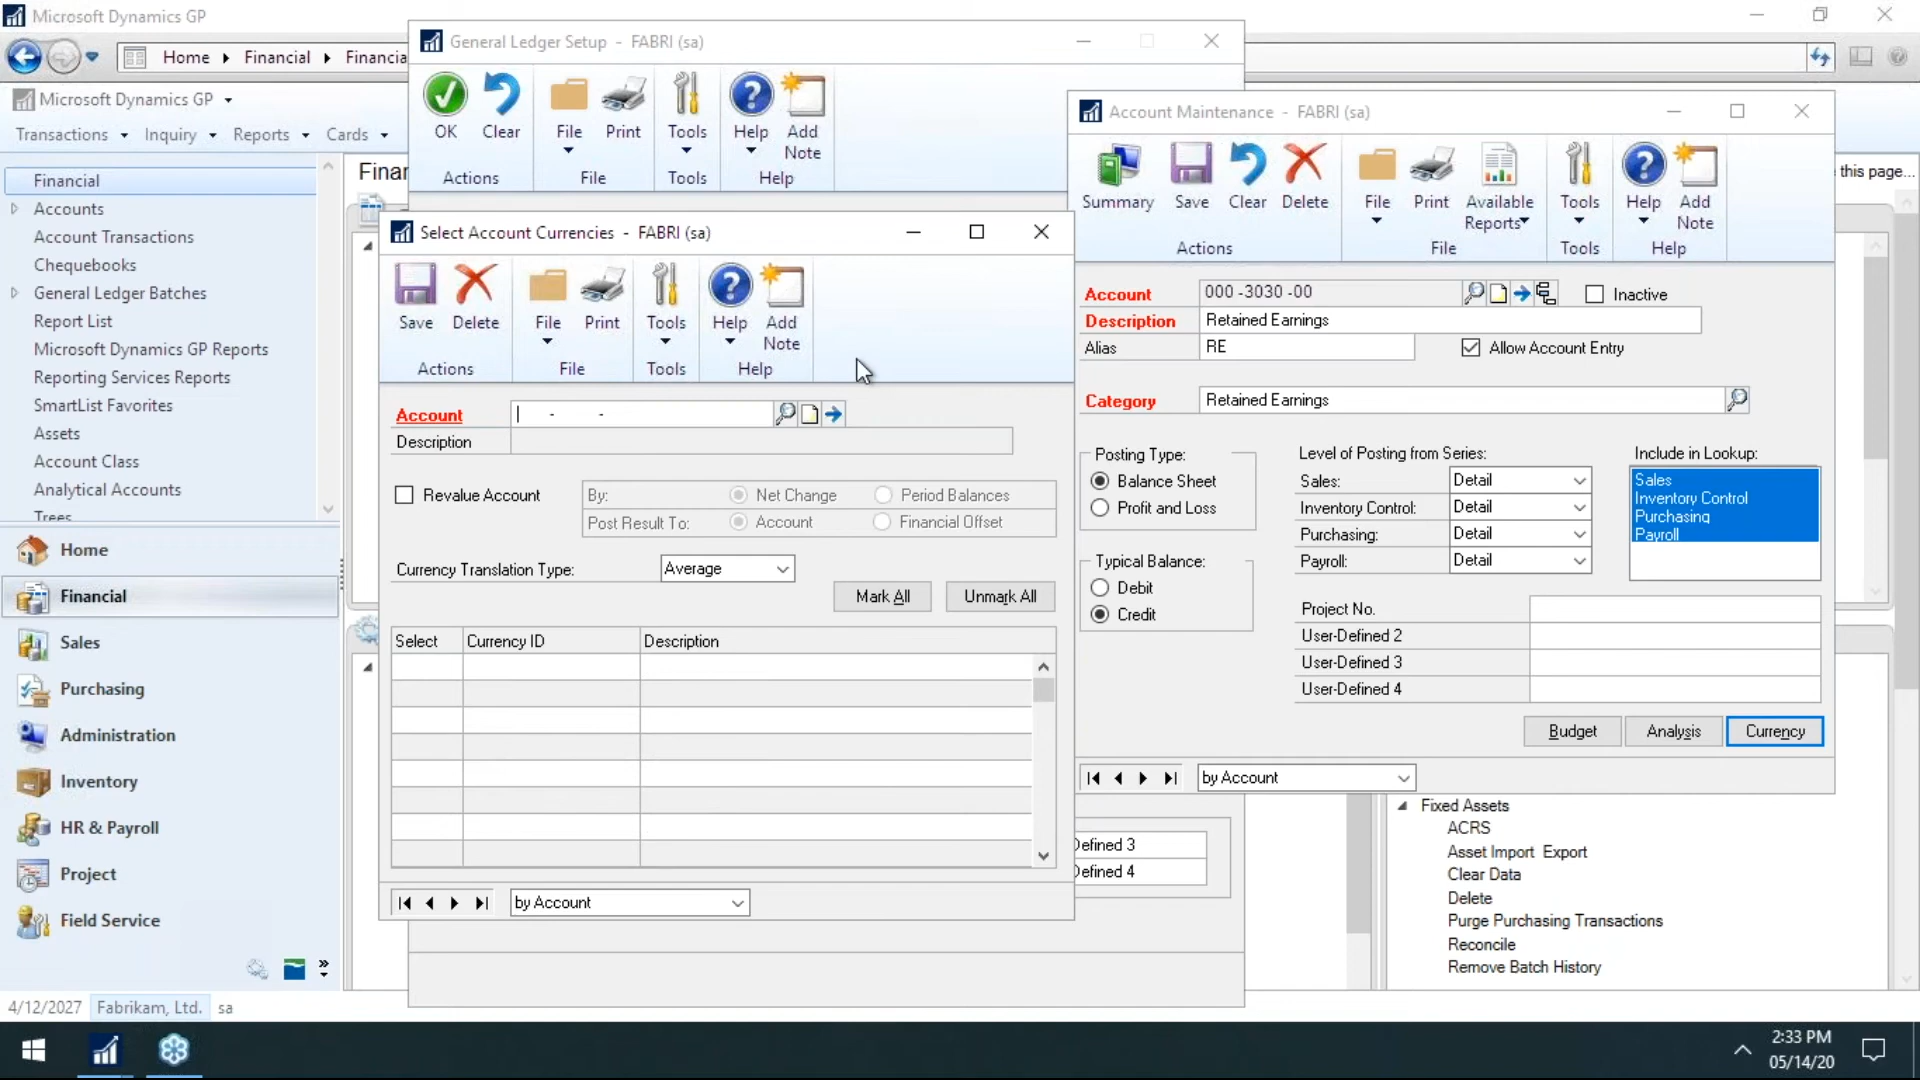 Microsoft Dynamics GP
Home
Financial
Financia
Microsoft Dynamics GP
Transactions
Inquiry
Reports
Cards
Financial
Accounts
Account Transactions
Chequebooks
General Ledger Batches
Report List
Microsoft Dynamics GP Reports
Reporting Services Reports
SmartList Favorites
Assets
Account Class
Analytical Accounts
Trees
Home
Financial
Sales
Purchasing
Administration
Inventory
HR & Payroll
Project
Field Service
4/12/2027
Fabrikam, Ltd.
sa
Finan
this page...
General Ledger Setup - FABRI (sa)
OK
Clear
File
Print
Tools
Help
Add Note
Actions
File
Tools
Help
Defined 3
Defined 4
Select Account Currencies - FABRI (sa)
Save
Delete
File
Print
Tools
Help
Add Note
Actions
File
Tools
Help
Account
- -
Description
Revalue Account
By:
Net Change
Period Balances
Post Result To:
Account
Financial Offset
Currency Translation Type:
Average
Mark All
Unmark All
Select
Currency ID
Description
by Account
Account Maintenance - FABRI (sa)
Summary
Save
Clear
Delete
File
Print
Available Reports
Tools
Help
Add Note
Actions
File
Tools
Help
Account
000 -3030 -00
Inactive
Description
Retained Earnings
Alias
RE
Allow Account Entry
Category
Retained Earnings
Posting Type:
Balance Sheet
Profit and Loss
Typical Balance:
Debit
Credit
Level of Posting from Series:
Sales:
Detail
Inventory Control:
Detail
Purchasing:
Detail
Payroll:
Detail
Include in Lookup:
Sales
Inventory Control
Purchasing
Payroll
Project No.
User-Defined 2
User-Defined 3
User-Defined 4
Budget
Analysis
Currency
by Account
Fixed Assets
ACRS
Asset Import Export
Clear Data
Delete
Purge Purchasing Transactions
Reconcile
Remove Batch History
2:33 PM
05/14/20